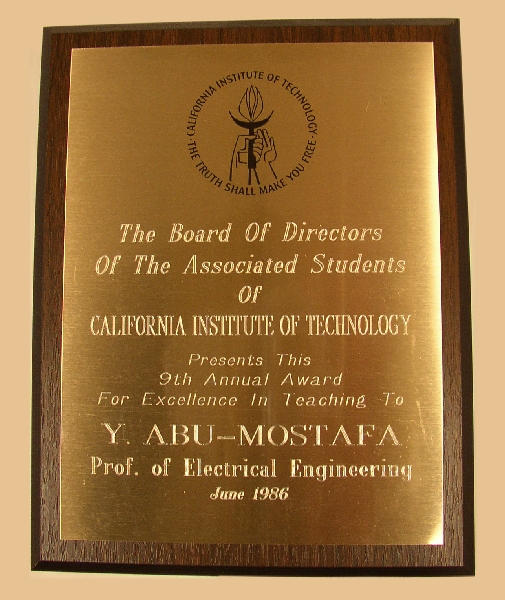 CALIFORNIA INSTITUTE OF TECHNOLOGY
· THE TRUTH SHALL MAKE YOU FREE ·
The Board Of Directors
Of The Associated Students
Of
CALIFORNIA INSTITUTE OF TECHNOLOGY
Presents This
9th Annual Award
For Excellence In Teaching To
Y. ABU-MOSTAFA
Prof. of Electrical Engineering
June 1986